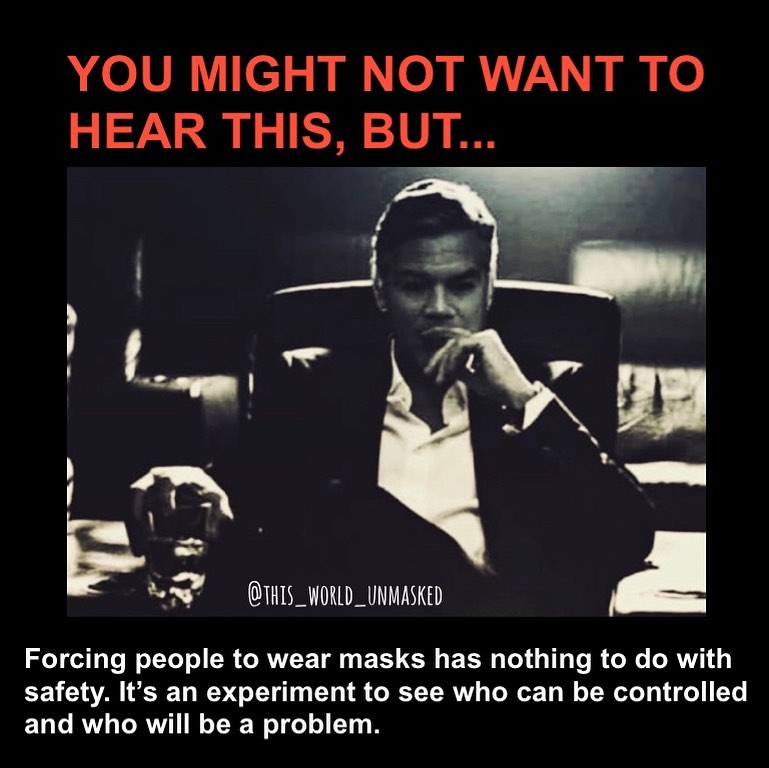 YOU MIGHT NOT WANT TO
HEAR THIS, BUT...
@THIS_WORLD_UNMASKED
Forcing people to wear masks has nothing to do with
safety. It’s an experiment to see who can be controlled
and who will be a problem.